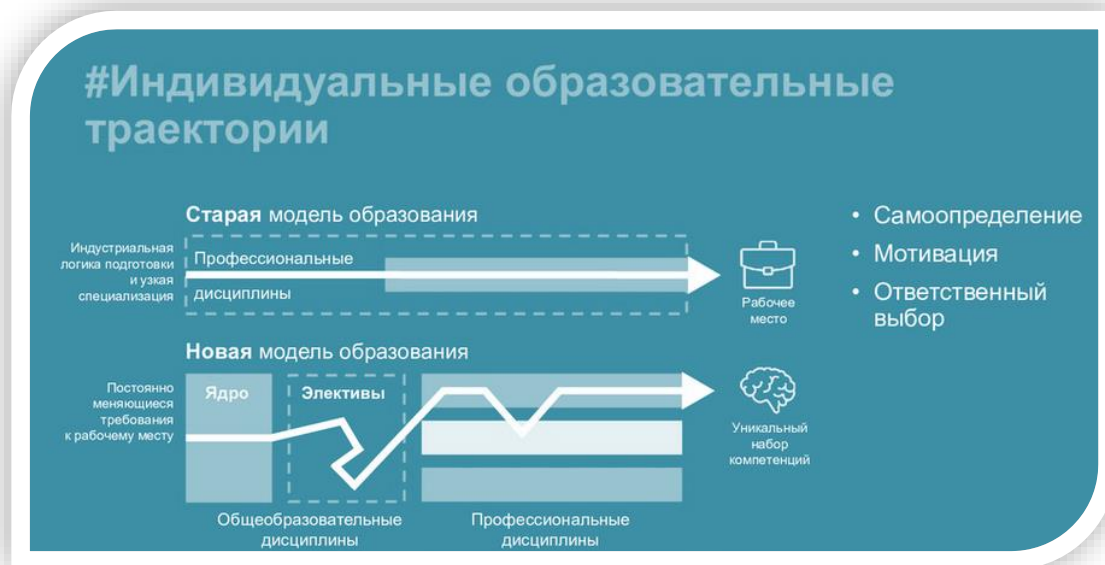 #Индивидуальные образовательные
траектории
Старая модель образования
Индустриальная
логика подготовки
и узкая
специализация
Профессиональные
дисциплины
Рабочее
место
Новая модель образования
Постоянно
меняющиеся
требования
к рабочему месту
Ядро
Элективы
Уникальный
набор
компетенций
Общеобразовательные
дисциплины
Профессиональные
дисциплины
• Самоопределение
• Мотивация
• Ответственный
выбор